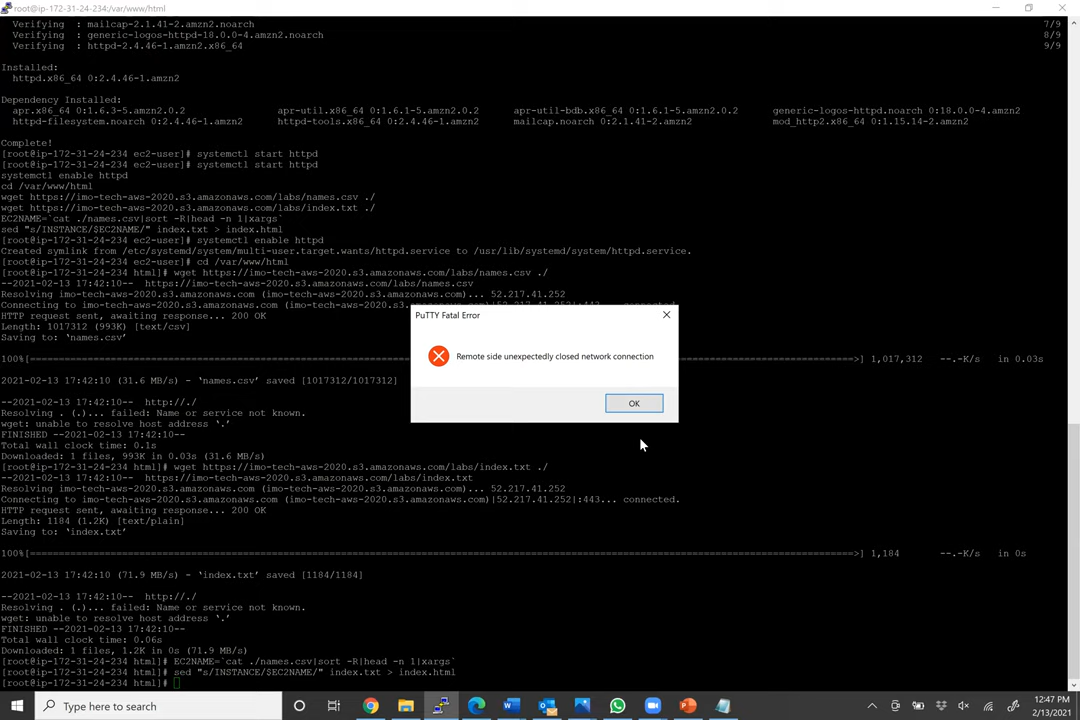 root@ip-172-31-24-234:/var/www/html
Verifying  : mailcap-2.1.41-2.amzn2.noarch 7/9
Verifying  : generic-logos-httpd-18.0.0-4.amzn2.noarch 8/9
Verifying  : httpd-2.4.46-1.amzn2.x86_64 9/9
Installed:
httpd.x86_64 0:2.4.46-1.amzn2
Dependency Installed:
apr.x86_64 0:1.6.3-5.amzn2.0.2 apr-util.x86_64 0:1.6.1-5.amzn2.0.2 apr-util-bdb.x86_64 0:1.6.1-5.amzn2.0.2 generic-logos-httpd.noarch 0:18.0.0-4.amzn2
httpd-filesystem.noarch 0:2.4.46-1.amzn2 httpd-tools.x86_64 0:2.4.46-1.amzn2 mailcap.noarch 0:2.1.41-2.amzn2 mod_http2.x86_64 0:1.15.14-2.amzn2
Complete!
[root@ip-172-31-24-234 ec2-user]# systemctl start httpd
[root@ip-172-31-24-234 ec2-user]# systemctl start httpd
systemctl enable httpd
cd /var/www/html
wget https://imo-tech-aws-2020.s3.amazonaws.com/labs/names.csv ./
wget https://imo-tech-aws-2020.s3.amazonaws.com/labs/index.txt ./
EC2NAME=`cat ./names.csv|sort -R|head -n 1|xargs`
sed "s/INSTANCE/$EC2NAME/" index.txt > index.html
[root@ip-172-31-24-234 ec2-user]# systemctl enable httpd
Created symlink from /etc/systemd/system/multi-user.target.wants/httpd.service to /usr/lib/systemd/system/httpd.service.
[root@ip-172-31-24-234 ec2-user]# cd /var/www/html
[root@ip-172-31-24-234 html]# wget https://imo-tech-aws-2020.s3.amazonaws.com/labs/names.csv ./
--2021-02-13 17:42:10--  https://imo-tech-aws-2020.s3.amazonaws.com/labs/names.csv
Resolving imo-tech-aws-2020.s3.amazonaws.com (imo-tech-aws-2020.s3.amazonaws.com)... 52.217.41.252
Connecting to imo-tech-aws-2020.s3.amazonaws.com
HTTP request sent, awaiting response... 200 OK
Length: 1017312 (993K) [text/csv]
Saving to: ‘names.csv’
PuTTY Fatal Error
Remote side unexpectedly closed network connection
OK
100%[=====================================> ] 1,017,312 --.-K/s in 0.03s
2021-02-13 17:42:10 (31.6 MB/s) - ‘names.csv’ saved [1017312/1017312]
--2021-02-13 17:42:10--  http://./
Resolving . (.)... failed: Name or service not known.
wget: unable to resolve host address ‘.’
FINISHED --2021-02-13 17:42:10--
Total wall clock time: 0.1s
Downloaded: 1 files, 993K in 0.03s (31.6 MB/s)
[root@ip-172-31-24-234 html]# wget https://imo-tech-aws-2020.s3.amazonaws.com/labs/index.txt ./
--2021-02-13 17:42:10--  https://imo-tech-aws-2020.s3.amazonaws.com/labs/index.txt
Resolving imo-tech-aws-2020.s3.amazonaws.com (imo-tech-aws-2020.s3.amazonaws.com)... 52.217.41.252
Connecting to imo-tech-aws-2020.s3.amazonaws.com (imo-tech-aws-2020.s3.amazonaws.com)|52.217.41.252|:443... connected.
HTTP request sent, awaiting response... 200 OK
Length: 1184 (1.2K) [text/plain]
Saving to: ‘index.txt’
100%[=====================================>] 1,184 --.-K/s in 0s
2021-02-13 17:42:10 (71.9 MB/s) - ‘index.txt’ saved [1184/1184]
--2021-02-13 17:42:10--  http://./
Resolving . (.)... failed: Name or service not known.
wget: unable to resolve host address ‘.’
FINISHED --2021-02-13 17:42:10--
Total wall clock time: 0.06s
Downloaded: 1 files, 1.2K in 0s (71.9 MB/s)
[root@ip-172-31-24-234 html]# EC2NAME=`cat ./names.csv|sort -R|head -n 1|xargs`
[root@ip-172-31-24-234 html]# sed "s/INSTANCE/$EC2NAME/" index.txt > index.html
[root@ip-172-31-24-234 html]#
Type here to search
12:47 PM
2/13/2021